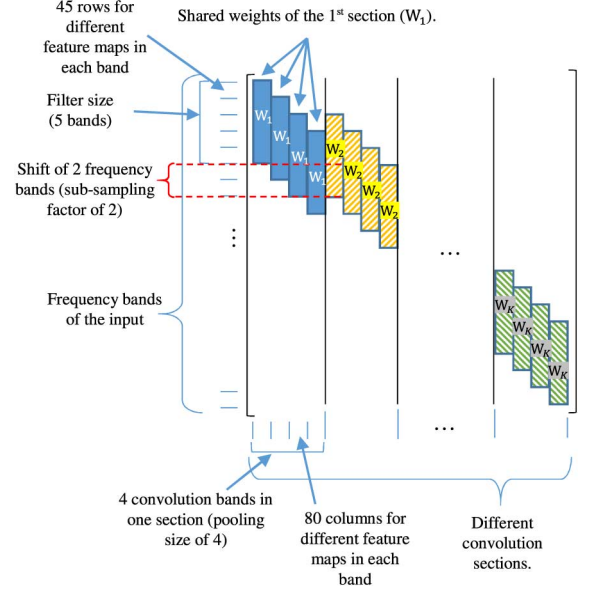 45 rows for
different
feature maps in
each band
Shared weights of the 1st section (W1).
Filter size
(5 bands)
W1
W1
W1
W1
W2
W2
W2
W2
Shift of 2 frequency
bands (sub-sampling
factor of 2)
⋮
...
Frequency bands
of the input
WK
WK
WK
WK
...
4 convolution bands in
one section (pooling
size of 4)
80 columns for
different feature
maps in each
band
Different
convolution
sections.